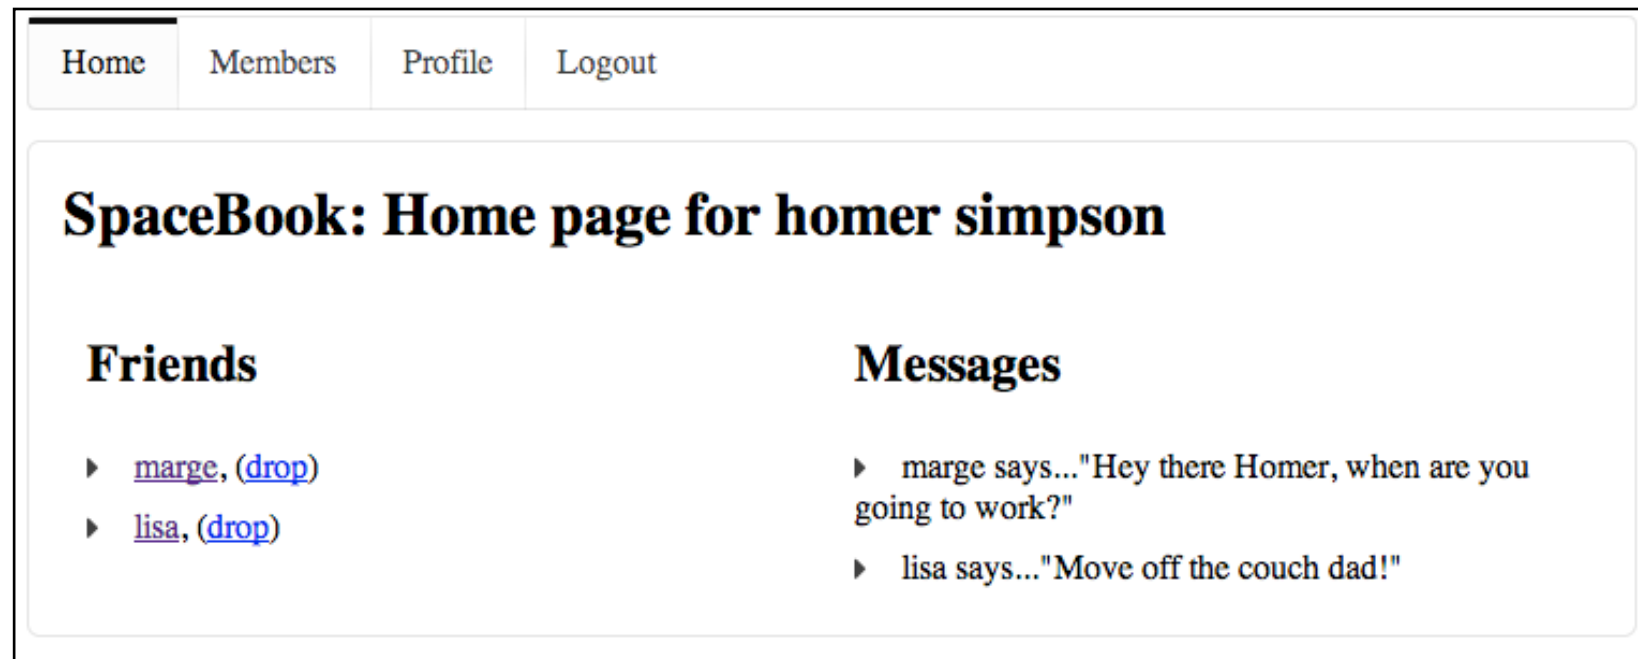 Home Members Profile Logout
SpaceBook: Home page for homer simpson
Friends
marge, (drop)
lisa, (drop)
Messages
marge says..."Hey there Homer, when are you
going to work?"
lisa says..."Move off the couch dad!"